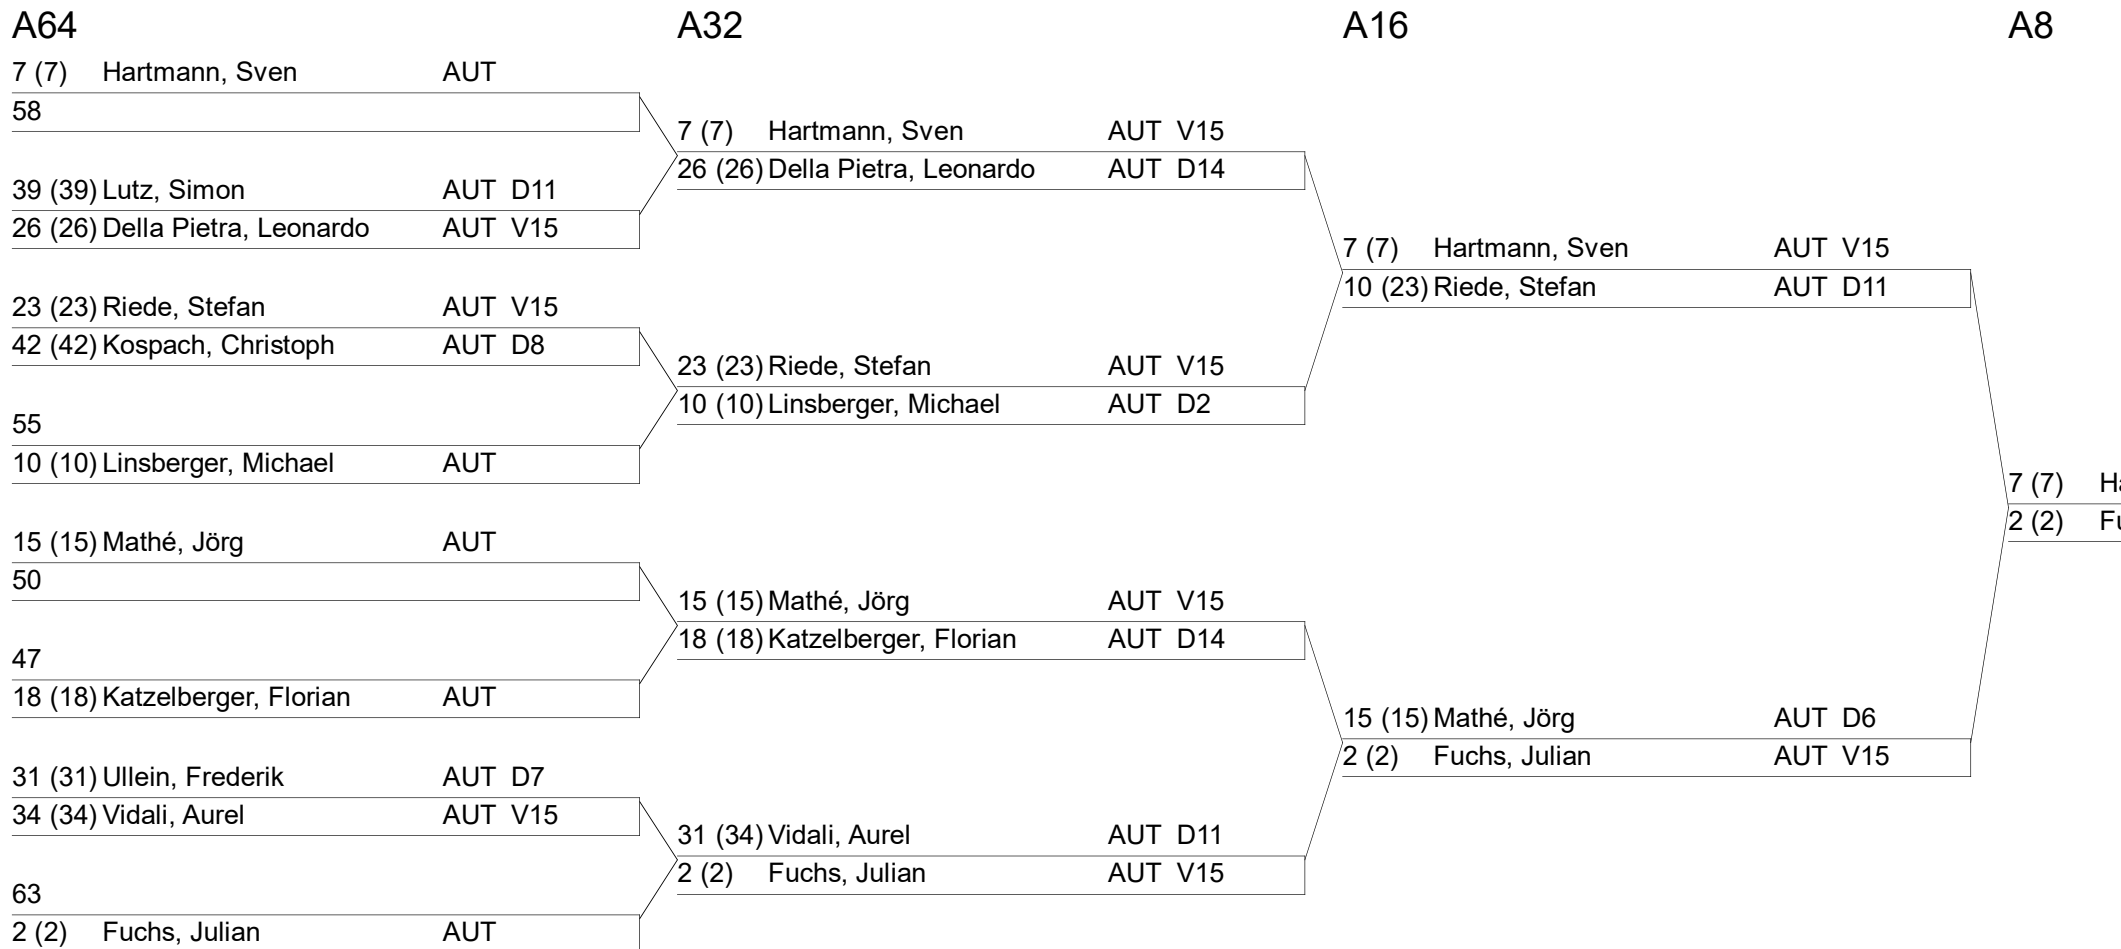 A64 A32 A16 A8
7 (7) Hartmann, Sven AUT
58
39 (39) Lutz, Simon AUT D11
26 (26) Della Pietra, Leonardo AUT V15
23 (23) Riede, Stefan AUT V15
42 (42) Kospach, Christoph AUT D8
55
10 (10) Linsberger, Michael AUT
15 (15) Mathé, Jörg AUT
50
47
18 (18) Katzelberger, Florian AUT
31 (31) Ullein, Frederik AUT D7
34 (34) Vidali, Aurel AUT V15
63
2 (2) Fuchs, Julian AUT
7 (7) Hartmann, Sven AUT V15
26 (26) Della Pietra, Leonardo AUT D14
23 (23) Riede, Stefan AUT V15
10 (10) Linsberger, Michael AUT D2
15 (15) Mathé, Jörg AUT V15
18 (18) Katzelberger, Florian AUT D14
31 (34) Vidali, Aurel AUT D11
2 (2) Fuchs, Julian AUT V15
7 (7) Hartmann, Sven AUT V15
10 (23) Riede, Stefan AUT D11
15 (15) Mathé, Jörg AUT D6
2 (2) Fuchs, Julian AUT V15
7 (7)
2 (2)